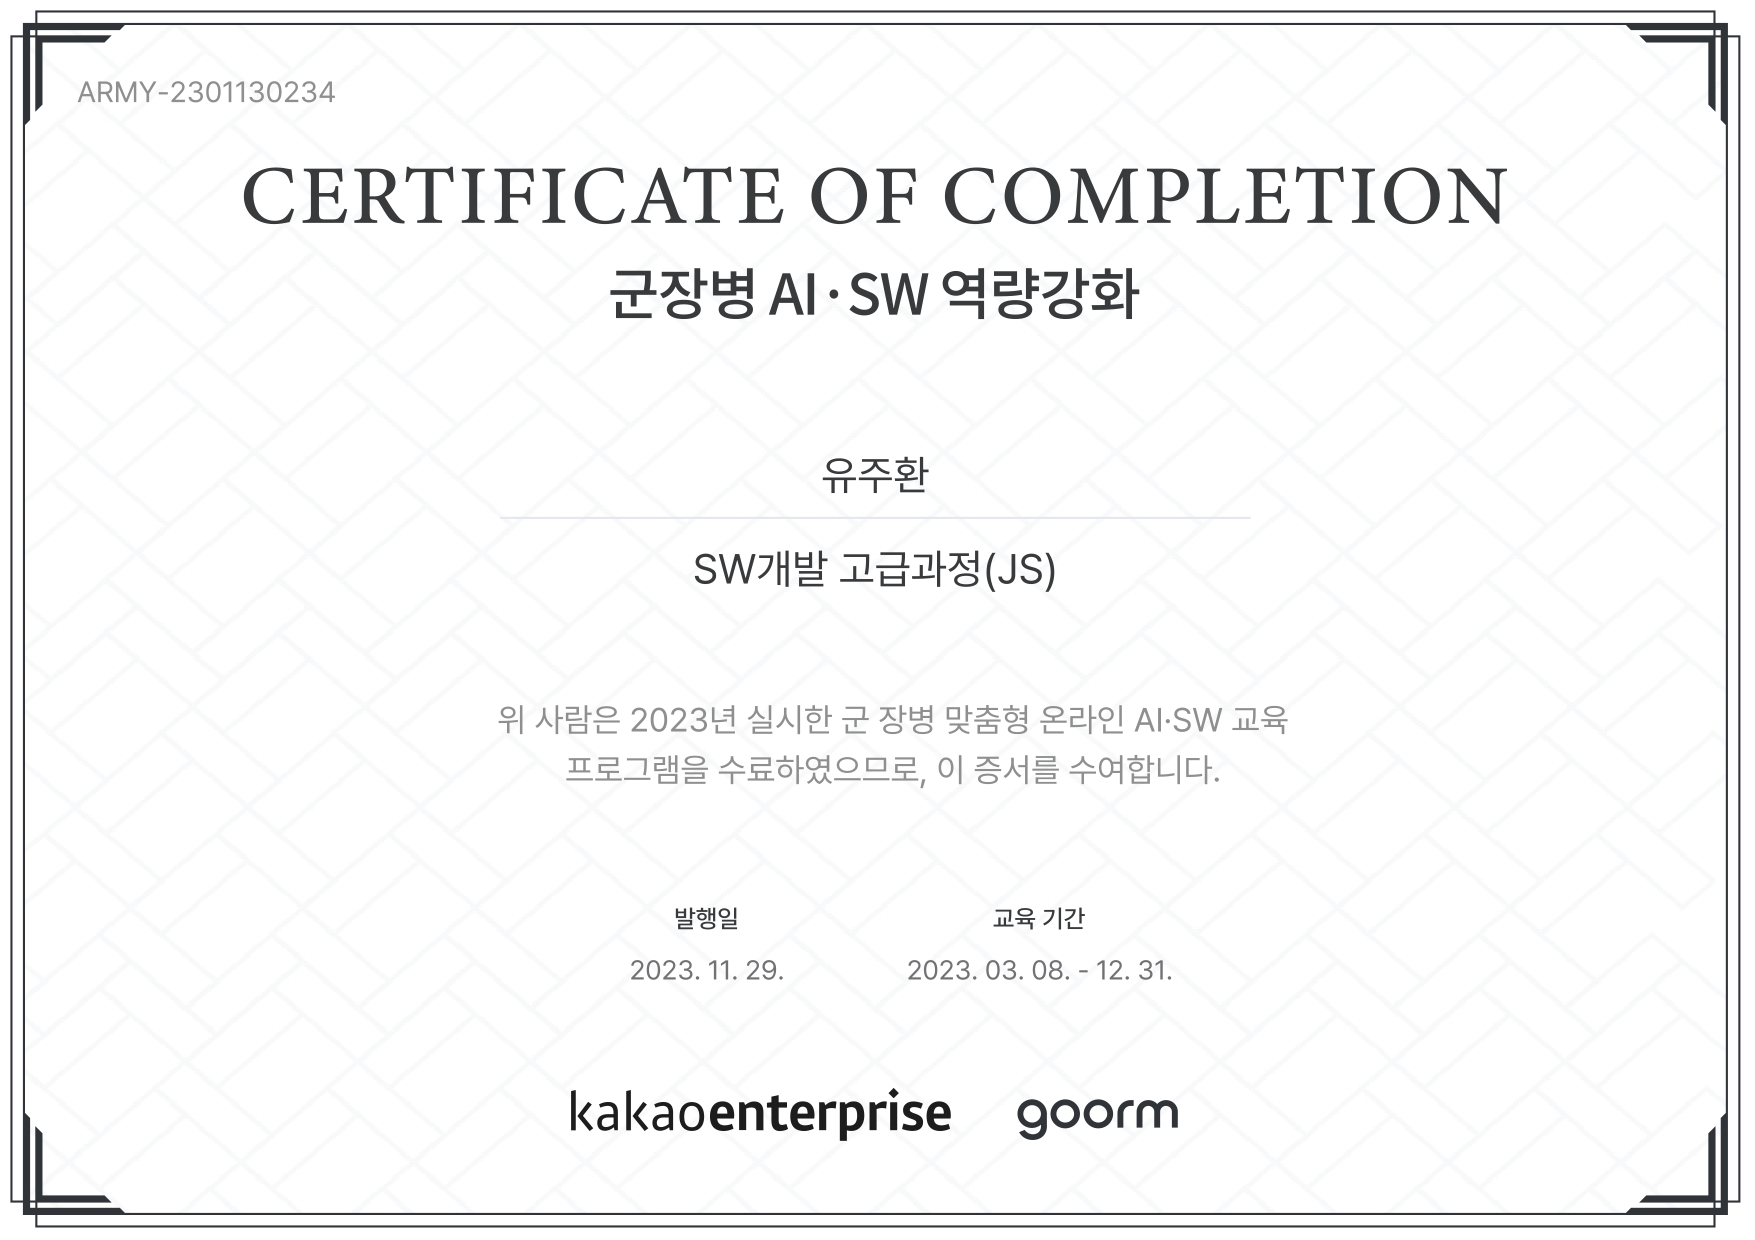 ARMY-2301130234
CERTIFICATE OF COMPLETION
군장병 AI·SW 역량강화
유주환
SW개발 고급과정(JS)
위 사람은 2023년 실시한 군 장병 맞춤형 온라인 AI·SW 교육
프로그램을 수료하였으므로, 이 증서를 수여합니다.
발행일 교육 기간
2023. 11. 29. 2023. 03. 08. - 12. 31.
kakaoenterprise goorm